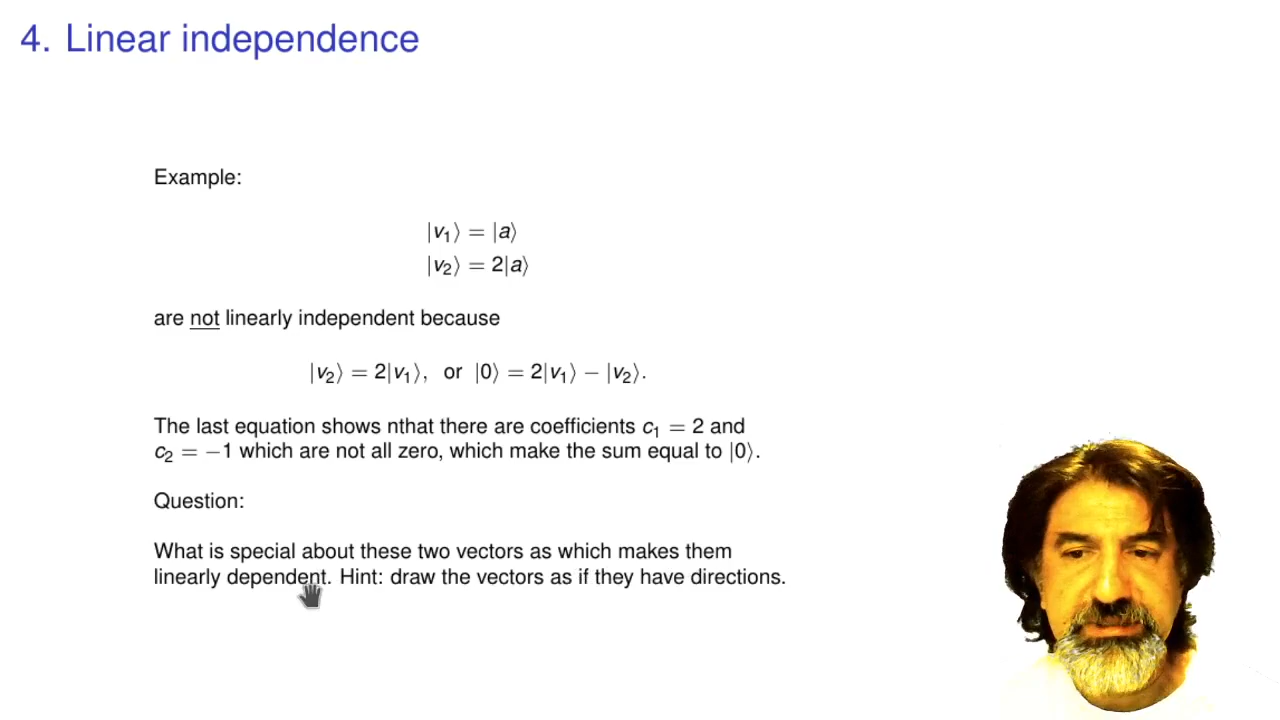 4. Linear independence
Example:
|v₁⟩ = |a⟩
|v₂⟩ = 2|a⟩
are not linearly independent because
|v₂⟩ = 2|v₁⟩, or |0⟩ = 2|v₁⟩ − |v₂⟩.
The last equation shows nthat there are coefficients c₁ = 2 and
c₂ = −1 which are not all zero, which make the sum equal to |0⟩.
Question:
What is special about these two vectors as which makes them
linearly dependent. Hint: draw the vectors as if they have directions.